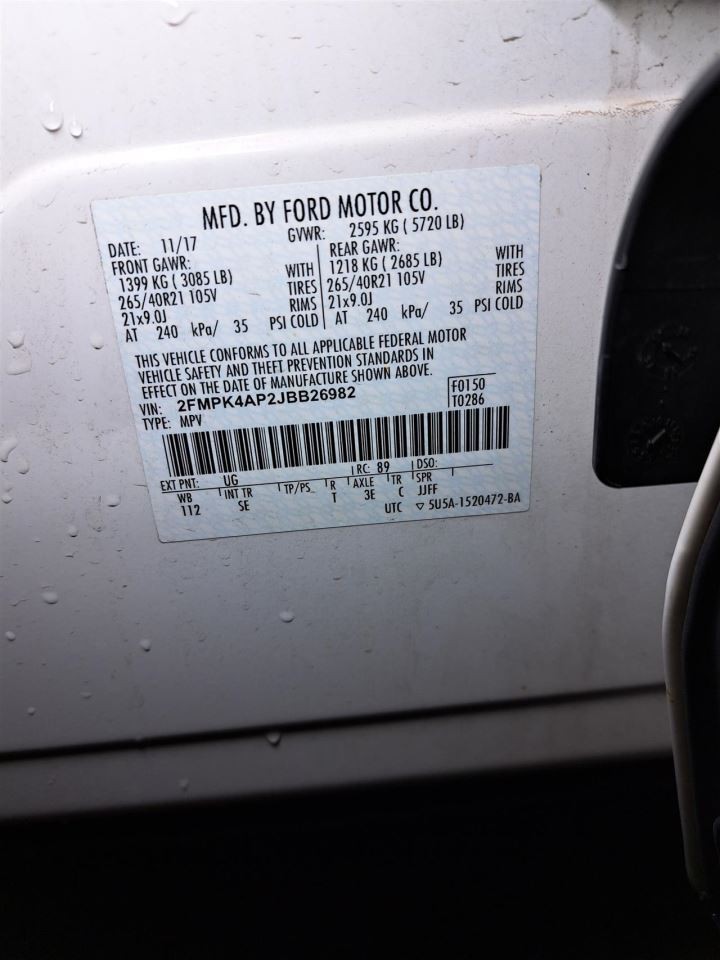 MFD. BY FORD MOTOR CO.
DATE: 11/17 GVWR: 2595 KG ( 5720 LB)
FRONT GAWR: REAR GAWR:
1399 KG ( 3085 LB) WITH 1218 KG ( 2685 LB) WITH
265/40R21 105V TIRES 265/40R21 105V TIRES
21x9.0J RIMS 21x9.0J RIMS
AT 240 kPa/ 35 PSI COLD AT 240 kPa/ 35 PSI COLD
THIS VEHICLE CONFORMS TO ALL APPLICABLE FEDERAL MOTOR
VEHICLE SAFETY AND THEFT PREVENTION STANDARDS IN
EFFECT ON THE DATE OF MANUFACTURE SHOWN ABOVE.
VIN: 2FMPK4AP2JBB26982 F0150
TYPE: MPV T0286
EXT PNT: UG RC: 89 DSO:
WB INT TR TP/PS R AXLE TR SPR
112 SE T 3E C JJFF
UTC ▽ 5U5A-1520472-BA